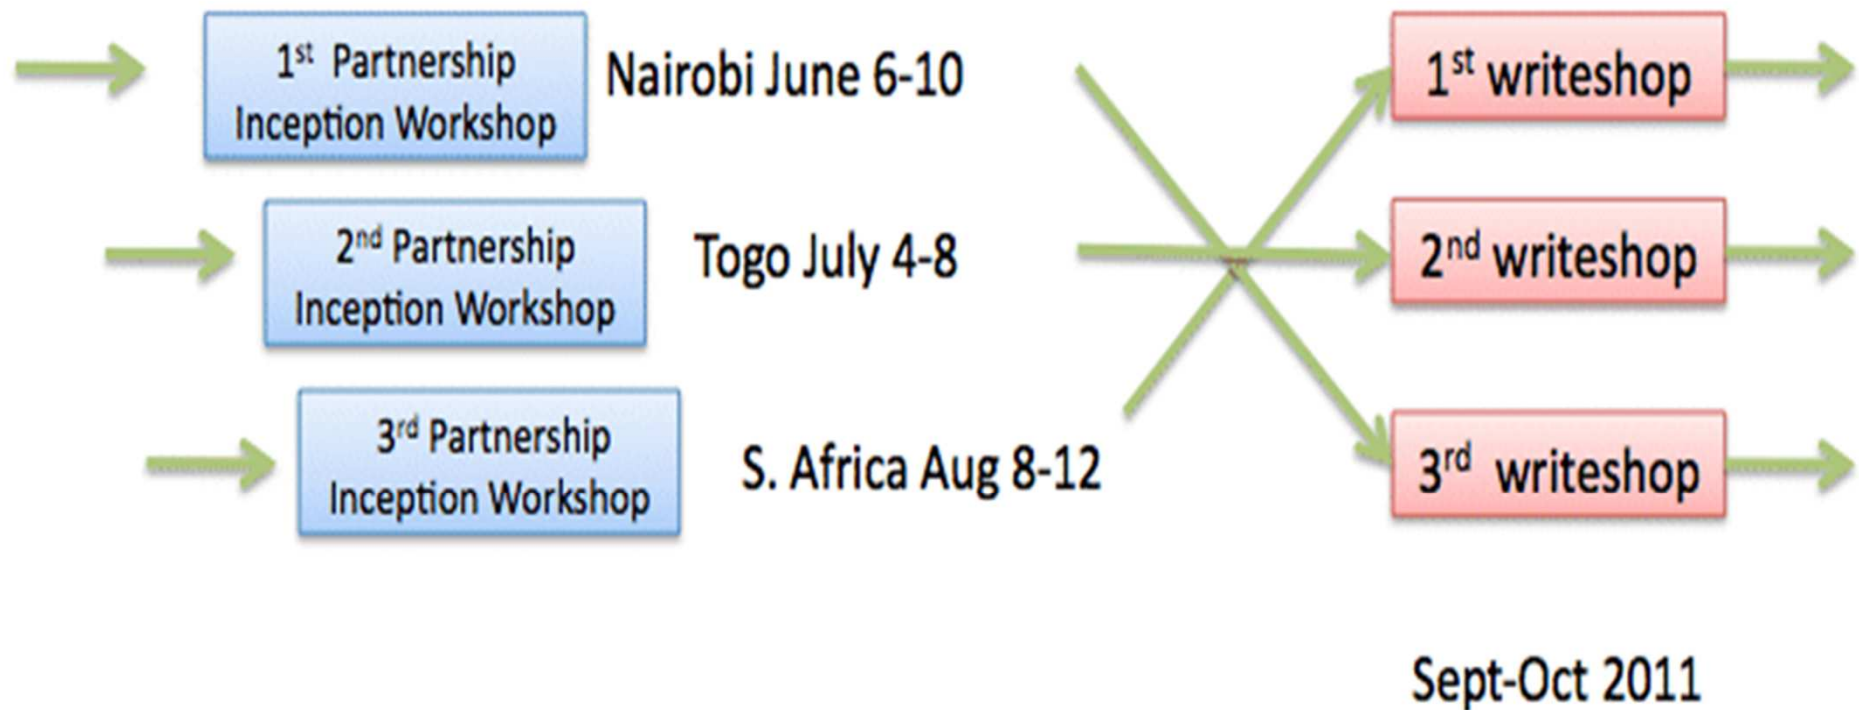 1st Partnership
Inception Workshop
Nairobi June 6-10
1st writeshop
2nd Partnership
Inception Workshop
Togo July 4-8
2nd writeshop
3rd Partnership
Inception Workshop
S. Africa Aug 8-12
3rd writeshop
Sept-Oct 2011